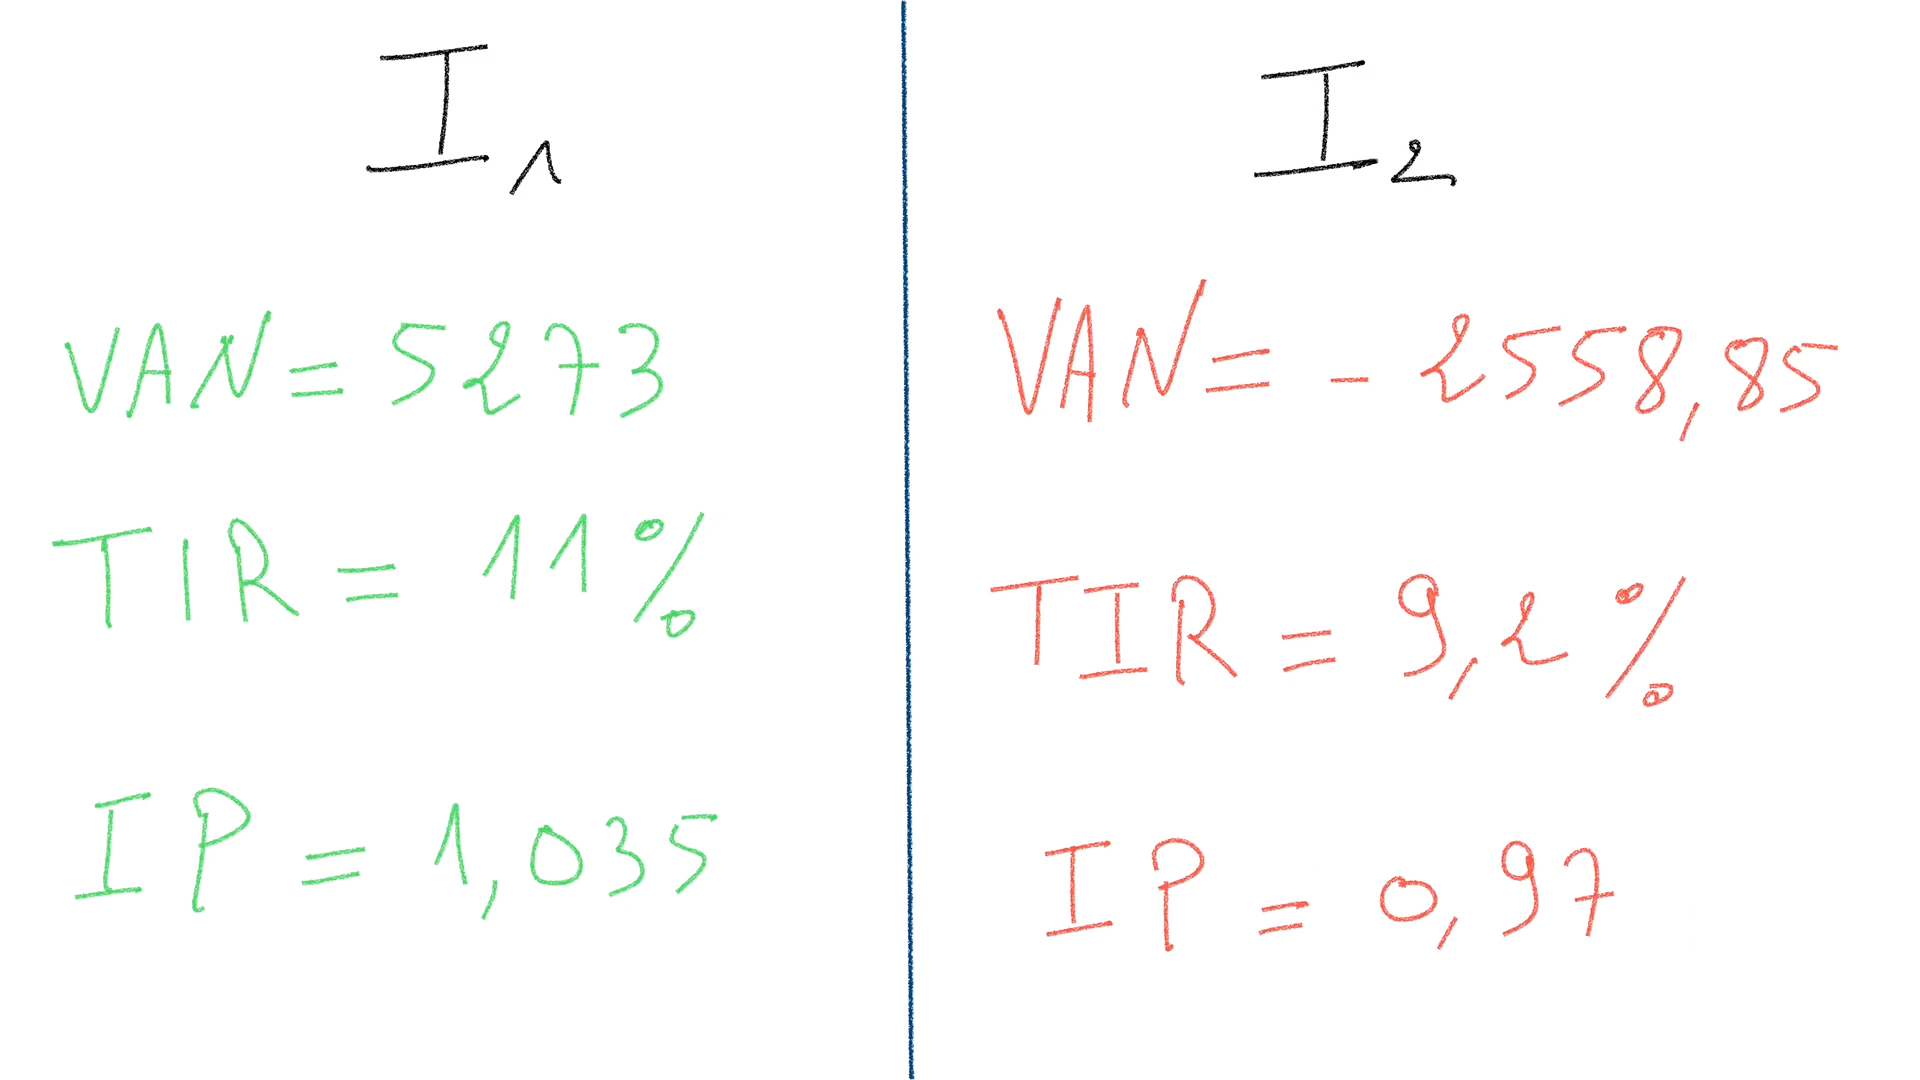 I₁
VAN = 5273
TIR = 11%
IP = 1,035
I₂
VAN = - 2558,85
TIR = 9,2%
IP = 0,97